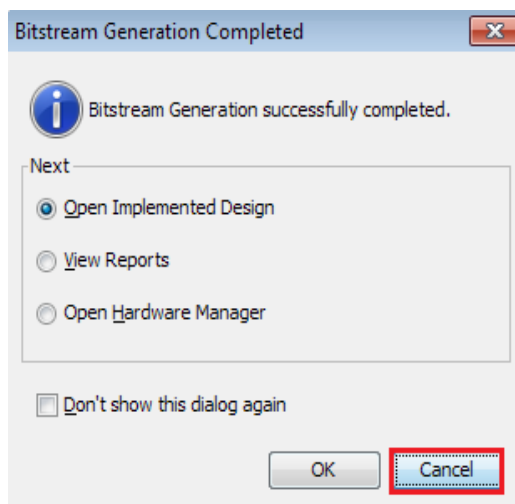 Bitstream Generation Completed
Bitstream Generation successfully completed.
Next
Open Implemented Design
View Reports
Open Hardware Manager
Don't show this dialog again
OK
Cancel